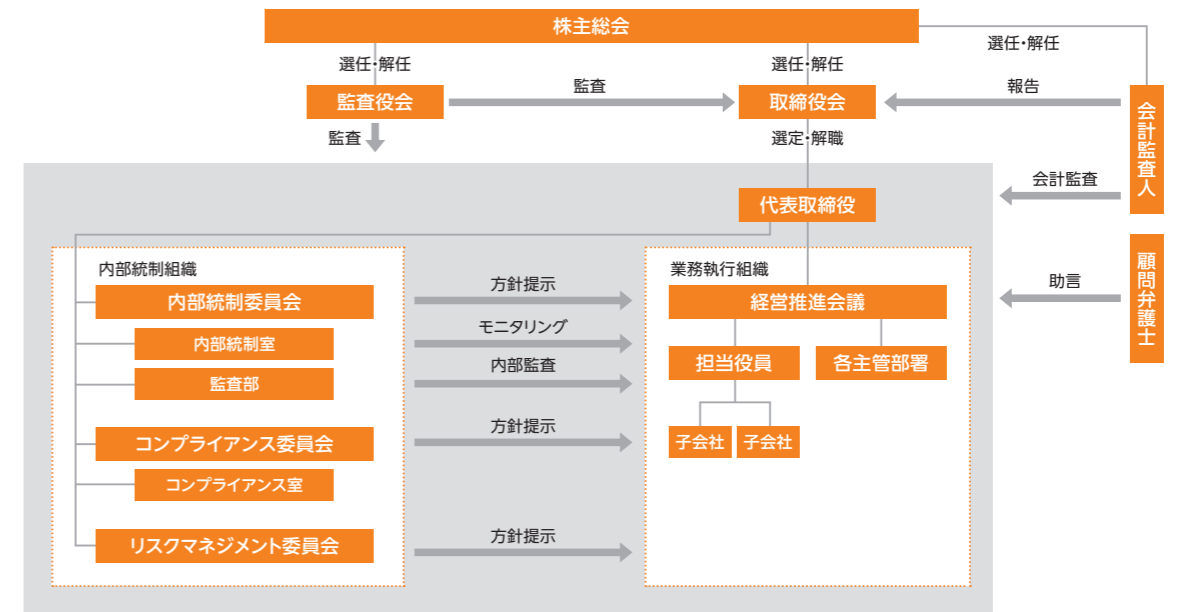 株主総会
選任・解任
選任・解任
選任・解任
監査役会
監査
取締役会
報告
会計監査人
監査
選定・解職
会計監査
代表取締役
顧問弁護士
助言
内部統制組織
内部統制委員会
内部統制室
監査部
コンプライアンス委員会
コンプライアンス室
リスクマネジメント委員会
方針提示
モニタリング
内部監査
方針提示
方針提示
業務執行組織
経営推進会議
担当役員
各主管部署
子会社
子会社